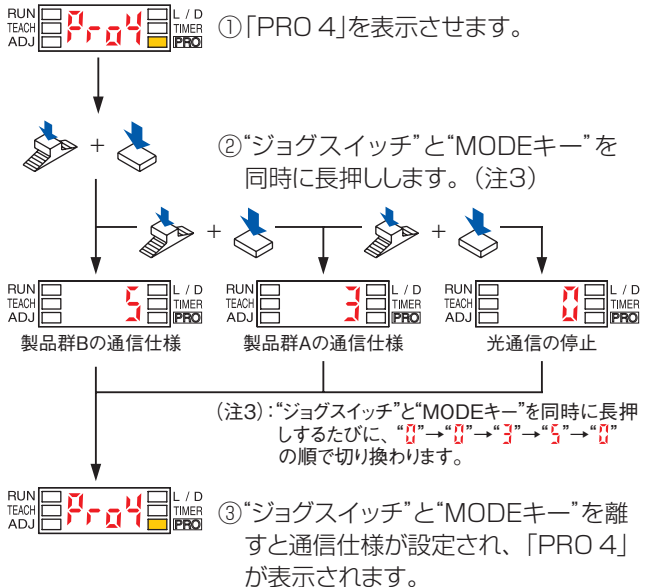 RUN
TEACH
ADJ
Pro4
L / D
TIMER
PRO
①「PRO 4」を表示させます。
+
②“ジョグスイッチ”と“MODEキー”を
同時に長押しします。（注3）
+
+
RUN
TEACH
ADJ
5
L / D
TIMER
PRO
製品群Bの通信仕様
RUN
TEACH
ADJ
3
L / D
TIMER
PRO
製品群Aの通信仕様
RUN
TEACH
ADJ
0
L / D
TIMER
PRO
光通信の停止
（注3）：“ジョグスイッチ”と“MODEキー”を同時に長押
しするたびに、“0”→“0”→“3”→“5”→“0”
の順で切り換わります。
RUN
TEACH
ADJ
Pro4
L / D
TIMER
PRO
③“ジョグスイッチ”と“MODEキー”を離
すと通信仕様が設定され、「PRO 4」
が表示されます。